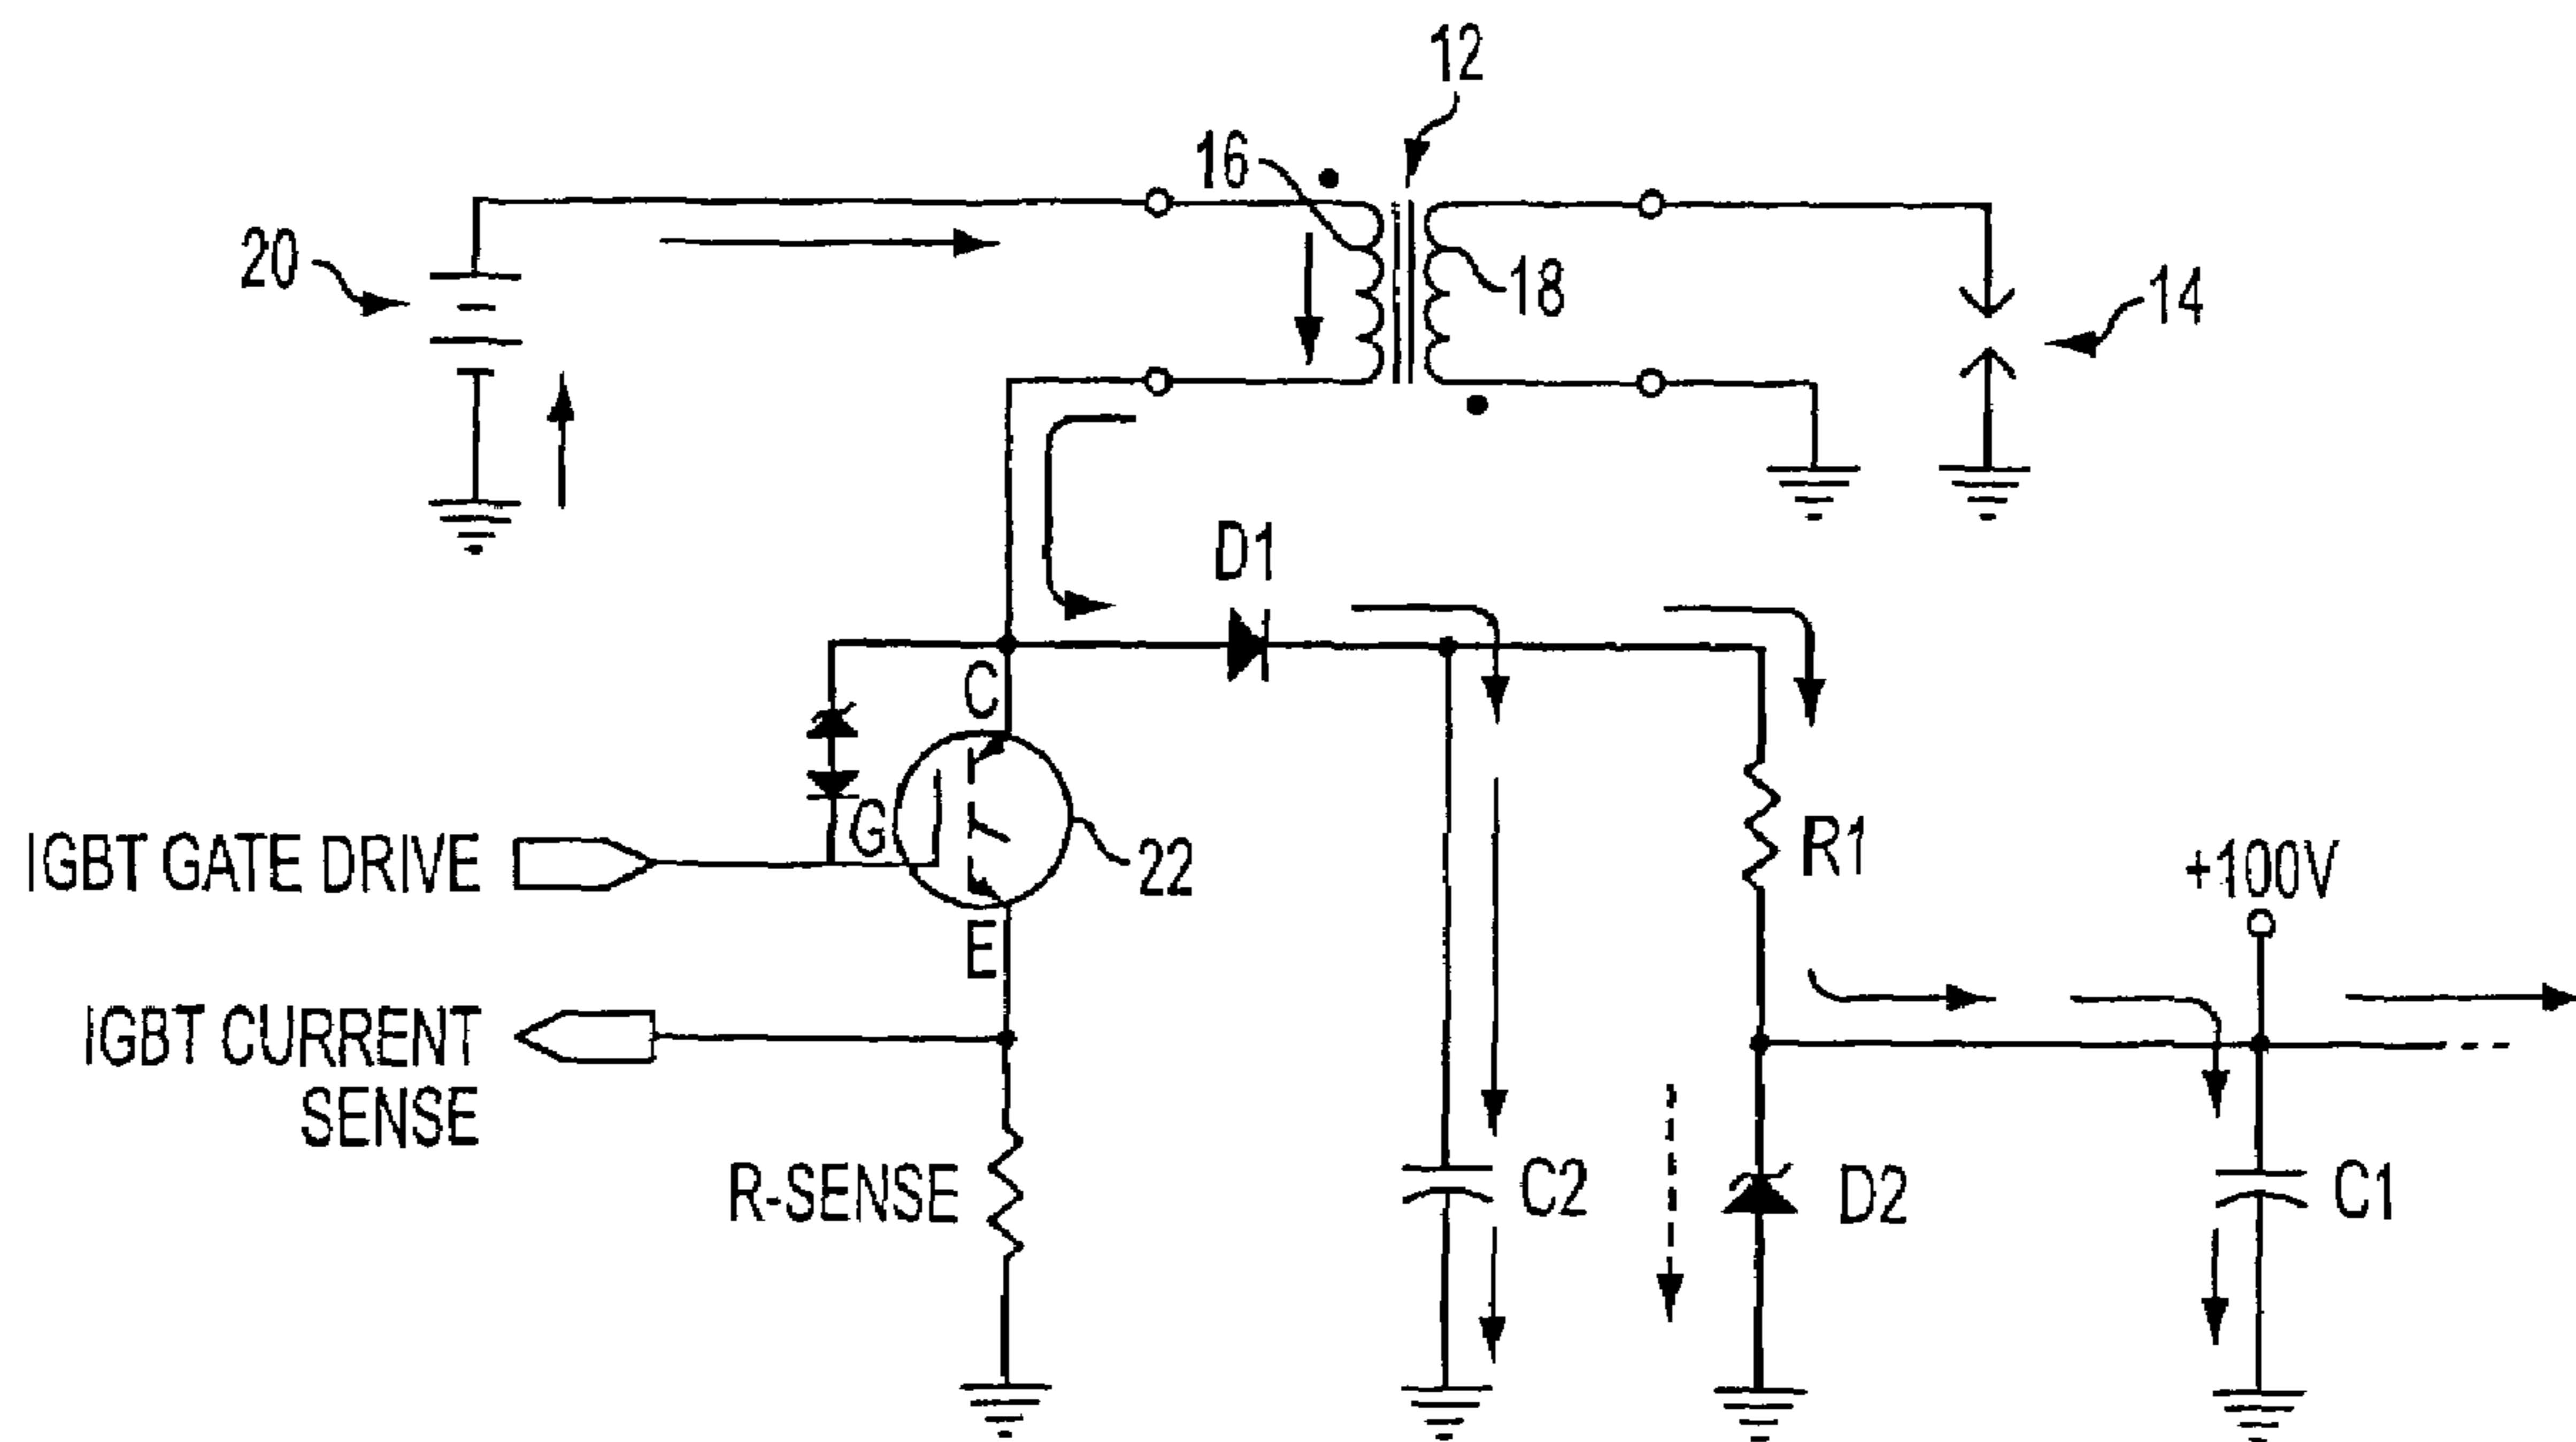 12
16
20
18
14
D1
C
G
IGBT GATE DRIVE
22
R1
+100V
E
IGBT CURRENT
SENSE
R-SENSE
C2
D2
C1